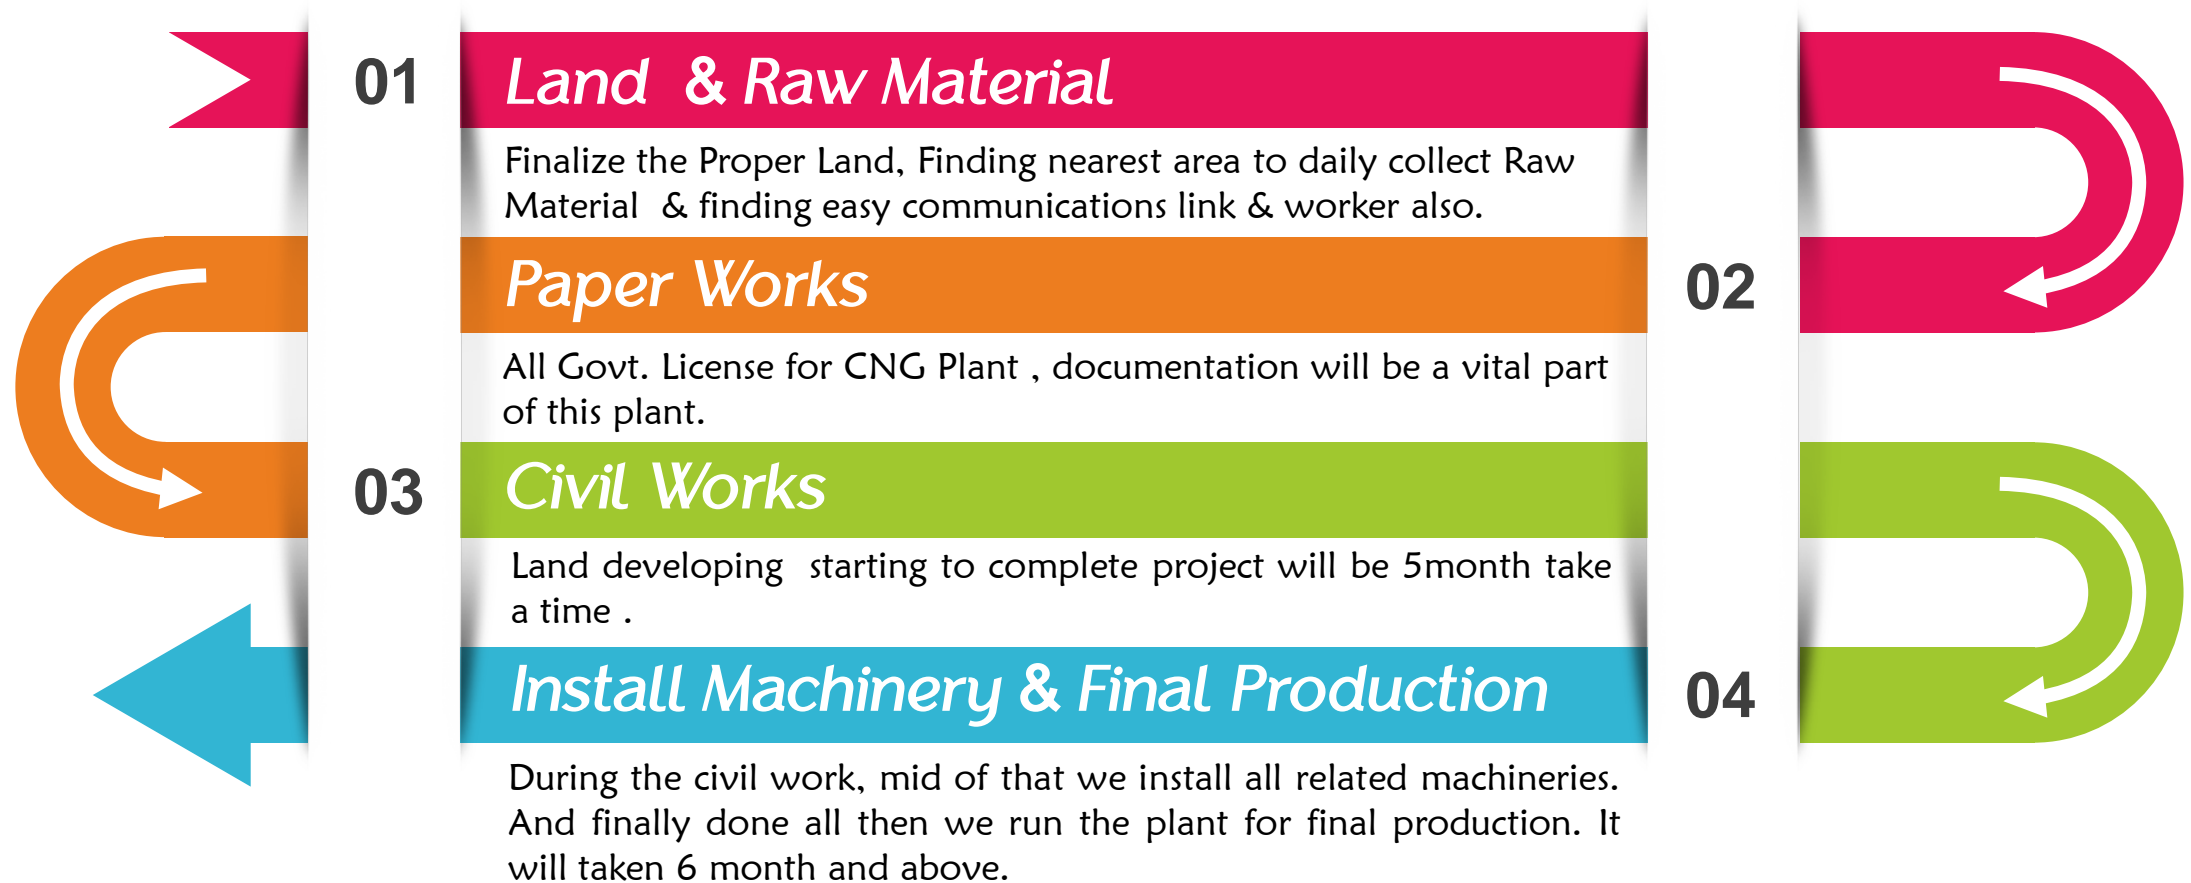 01 Land & Raw Material
Finalize the Proper Land, Finding nearest area to daily collect Raw
Material & finding easy communications link & worker also.
Paper Works 02
All Govt. License for CNG Plant , documentation will be a vital part
of this plant.
03 Civil Works
Land developing starting to complete project will be 5month take
a time .
Install Machinery & Final Production 04
During the civil work, mid of that we install all related machineries.
And finally done all then we run the plant for final production. It
will taken 6 month and above.